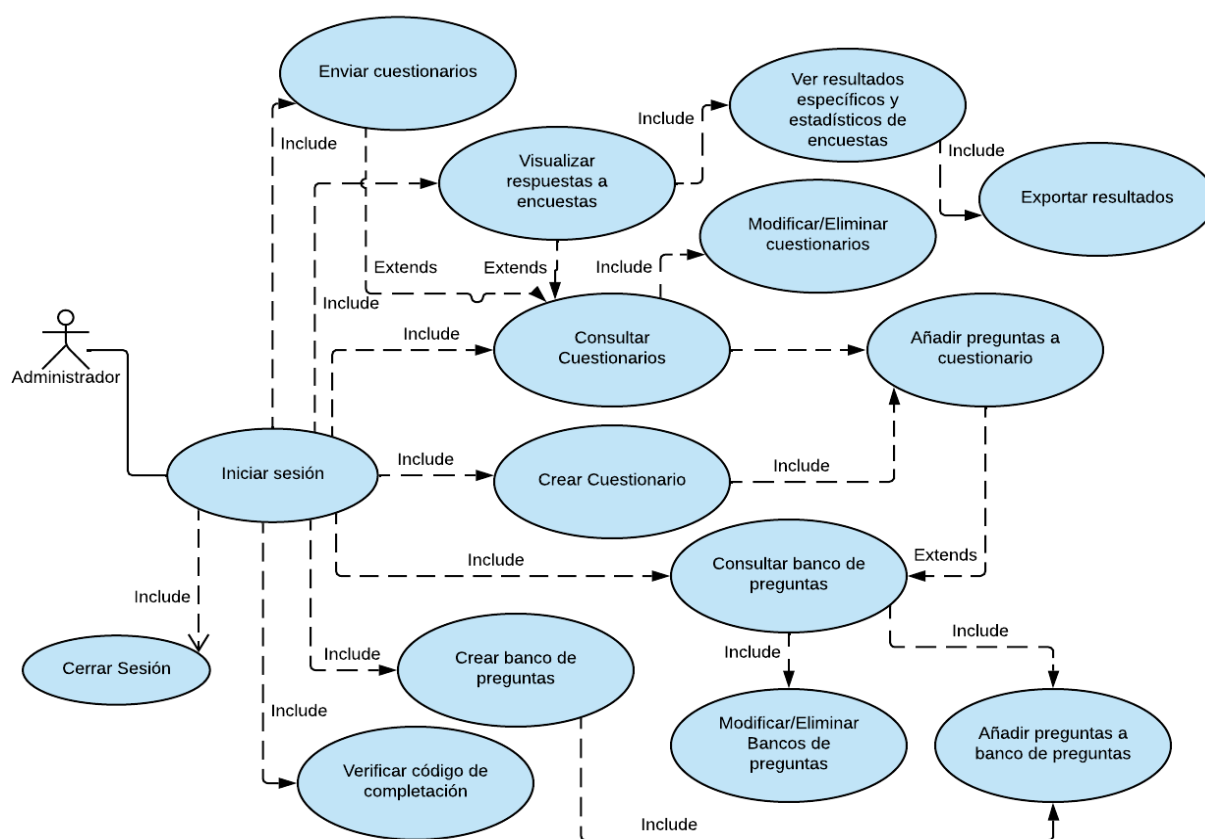 Enviar cuestionarios
Ver resultados
específicos y
estadísticos de
encuestas
Include
Include
Include
Visualizar
respuestas a
encuestas
Exportar resultados
Modificar/Eliminar
cuestionarios
Extends
Extends
Include
Include
Include
Consultar
Cuestionarios
Añadir preguntas a
cuestionario
Administrador
Iniciar sesión
Include
Crear Cuestionario
Include
Include
Consultar banco de
preguntas
Extends
Include
Cerrar Sesión
Include
Crear banco de
preguntas
Include
Include
Include
Verificar código de
completación
Modificar/Eliminar
Bancos de
preguntas
Añadir preguntas a
banco de preguntas
Include